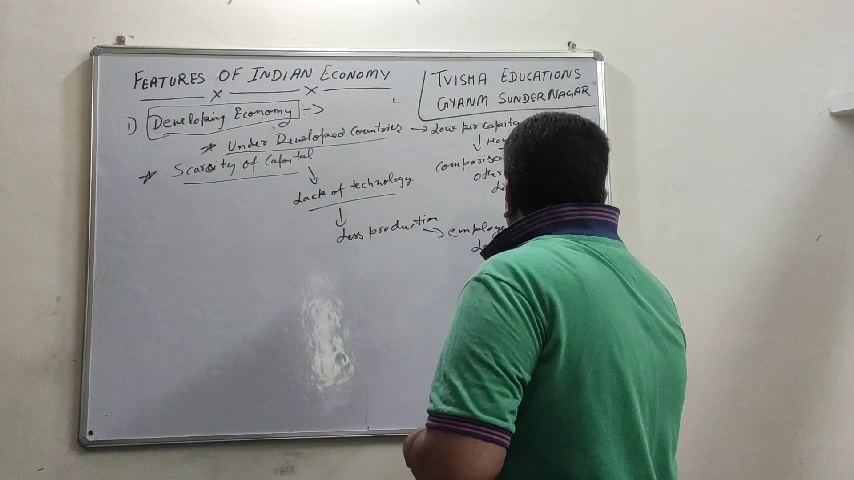 FEATURES OF INDIAN ECONOMY
TVISHA EDUCATIONS
GYANM SUNDERNAGAR
1) Developing Economy :->
* Under Developed Countries → Low per capita
* Scarsity of Capital
Lack of technology
Less production →